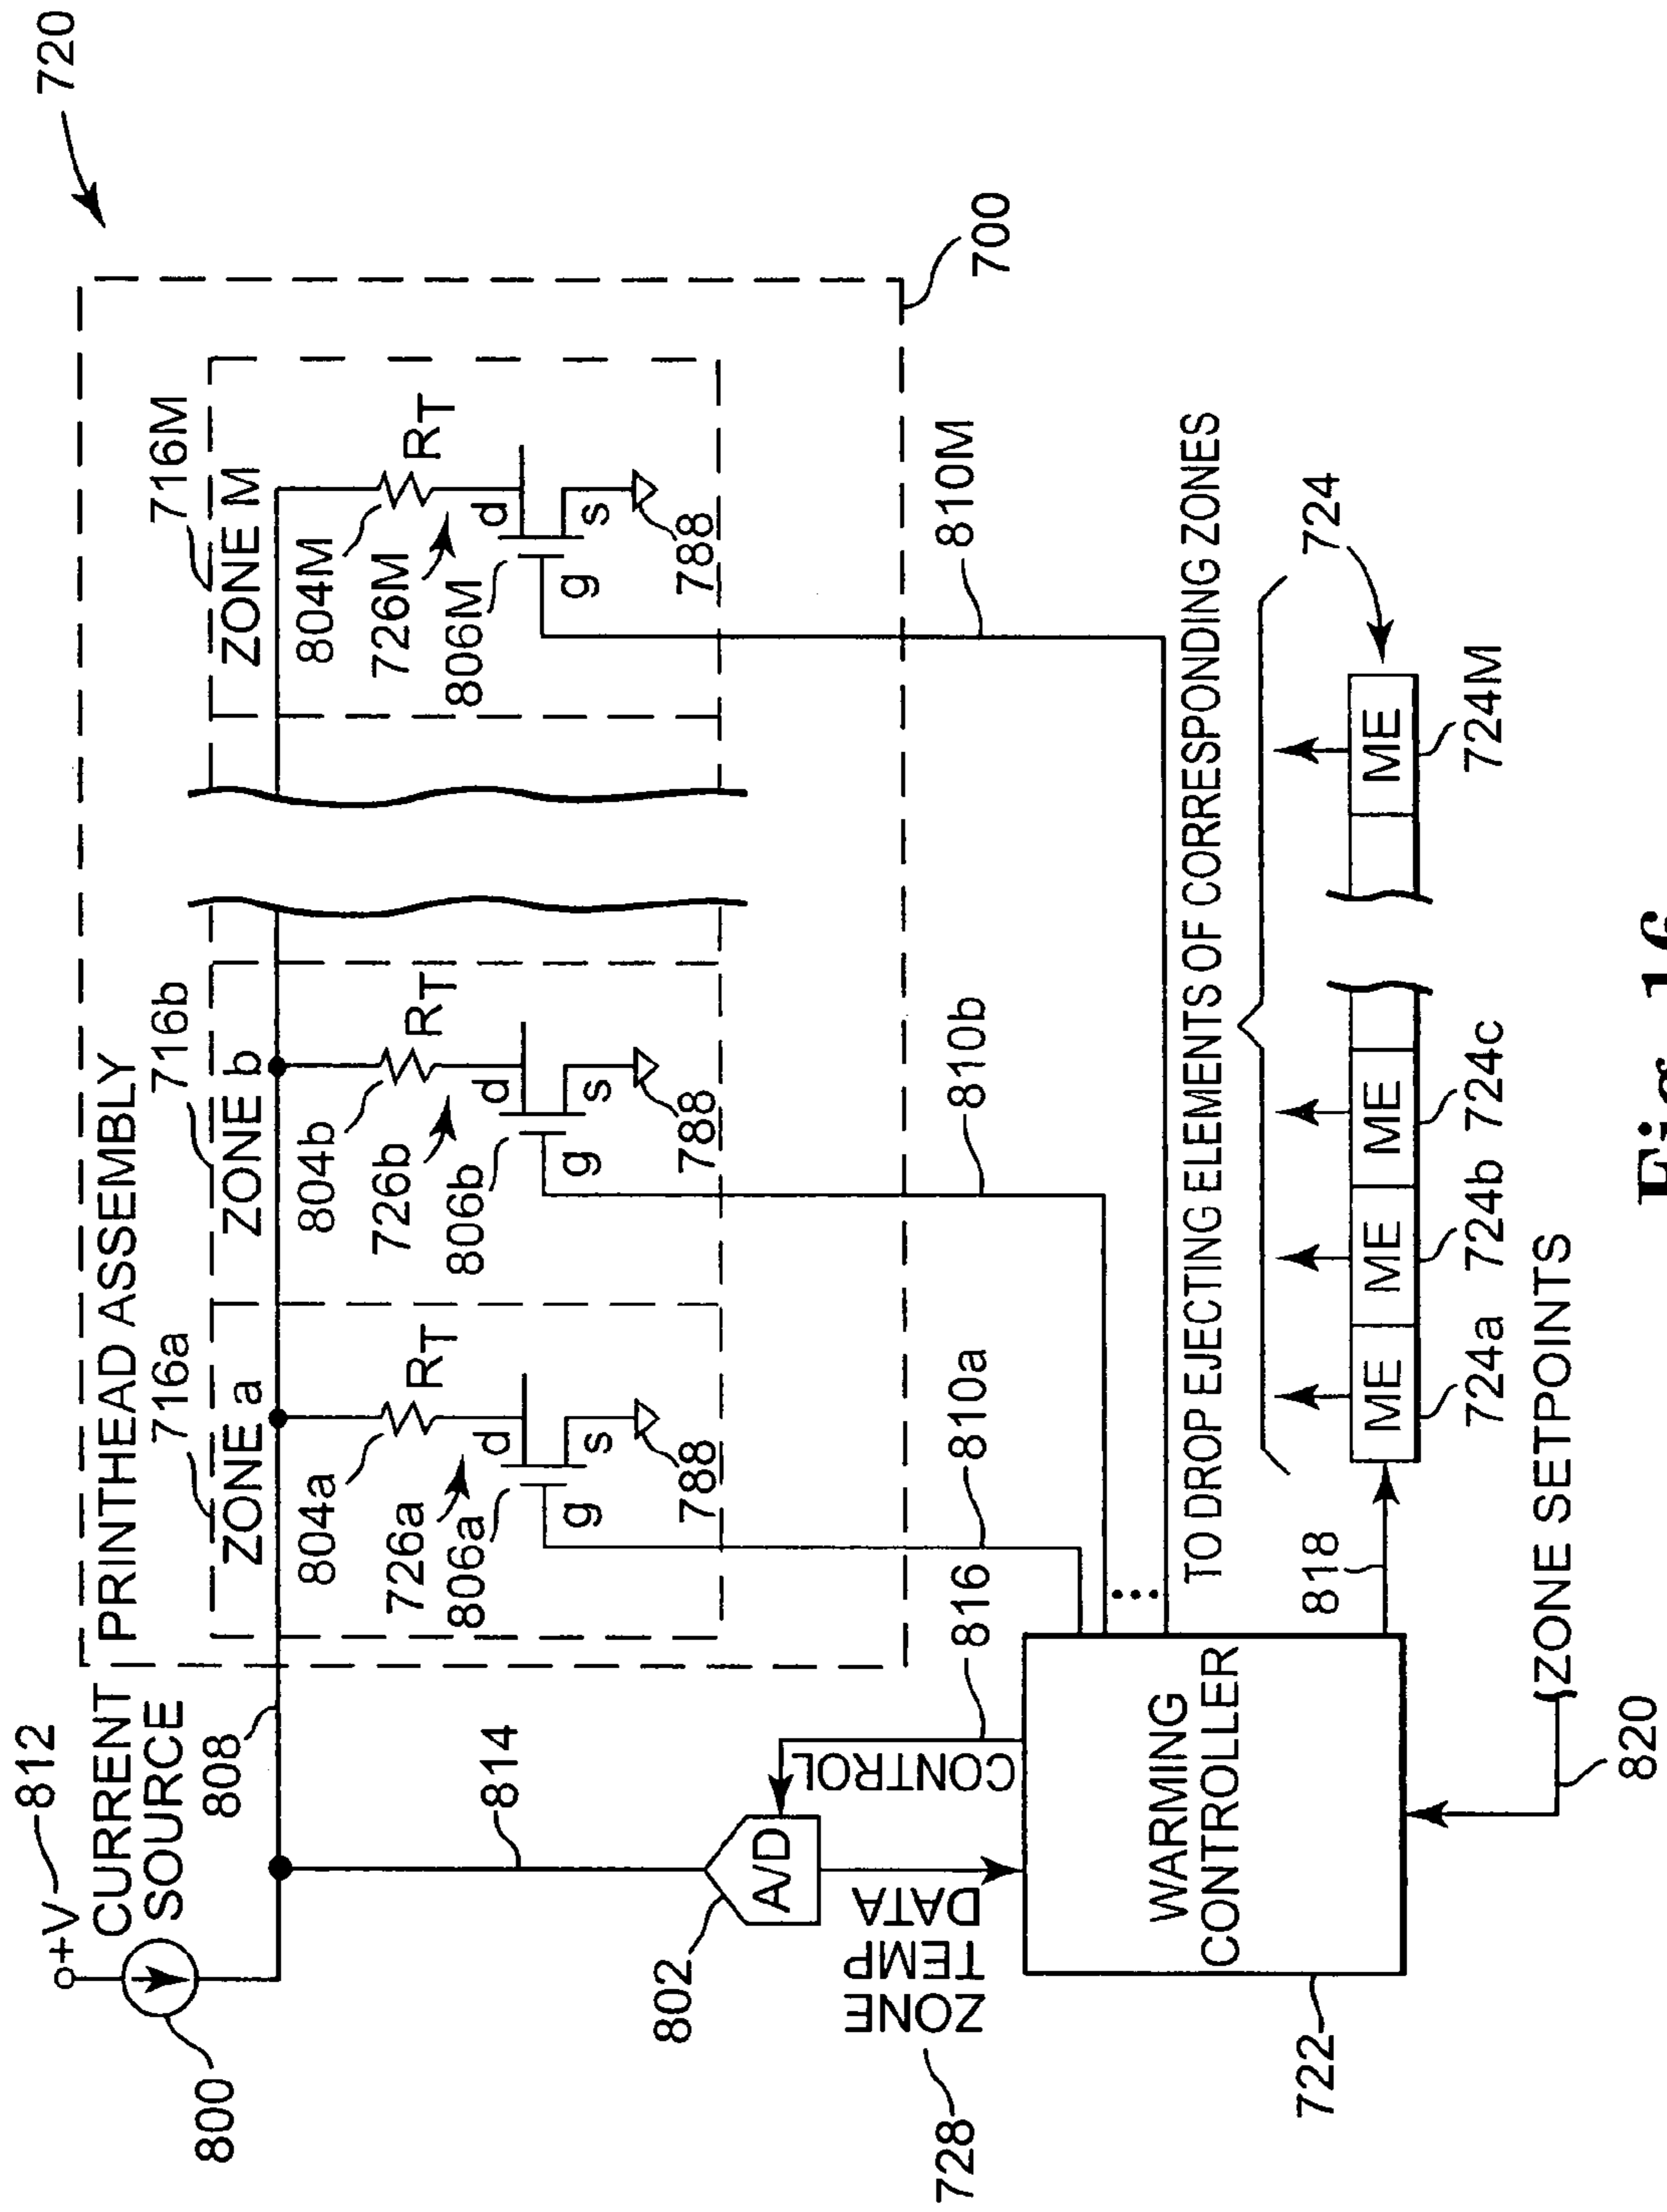 720
+V 812
CURRENT
SOURCE
800
808
814
PRINTHEAD ASSEMBLY
700
716a
ZONE a
804a
RT
726a
d
806a
g
s
788
716b
ZONE b
804b
RT
726b
d
806b
g
s
788
716M
ZONE M
804M
RT
726M
d
806M
g
s
788
802
A/D
CONTROL
816
810a
810b
810M
728
ZONE
TEMP
DATA
WARMING
CONTROLLER
722
...
TO DROP EJECTING ELEMENTS OF CORRESPONDING ZONES
724
818
ME
ME
ME
ME
724a
724b
724c
724M
ZONE SETPOINTS
820